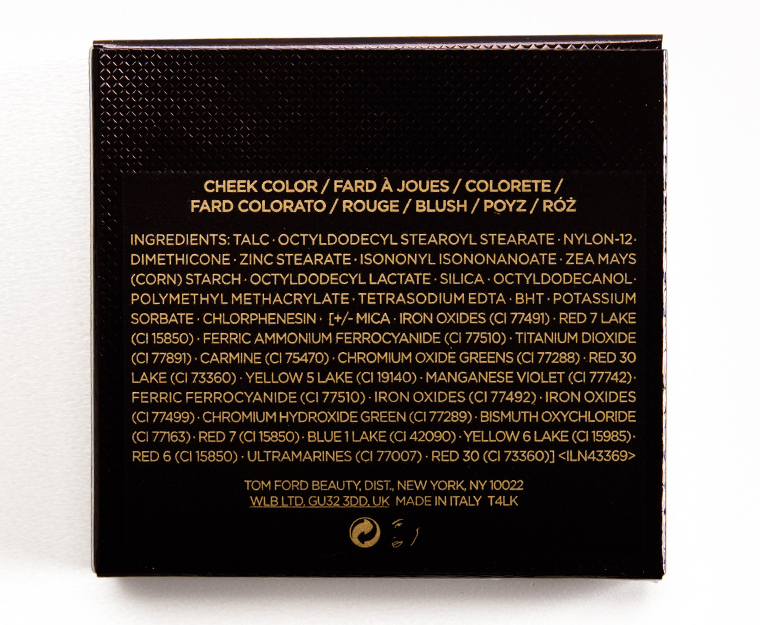 CHEEK COLOR / FARD À JOUES / COLORETE /
FARD COLORATO / ROUGE / BLUSH / РОУZ / RÓŻ
INGREDIENTS: TALC · OCTYLDODECYL STEAROYL STEARATE · NYLON-12 ·
DIMETHICONE · ZINC STEARATE · ISONONYL ISONONANOATE · ZEA MAYS
(CORN) STARCH · OCTYLDODECYL LACTATE · SILICA · OCTYLDODECANOL ·
POLYMETHYL METHACRYLATE · TETRASODIUM EDTA · BHT · POTASSIUM
SORBATE · CHLORPHENESIN · [+/- MICA · IRON OXIDES (CI 77491) · RED 7 LAKE
(CI 15850) · FERRIC AMMONIUM FERROCYANIDE (CI 77510) · TITANIUM DIOXIDE
(CI 77891) · CARMINE (CI 75470) · CHROMIUM OXIDE GREENS (CI 77288) · RED 30
LAKE (CI 73360) · YELLOW 5 LAKE (CI 19140) · MANGANESE VIOLET (CI 77742) ·
FERRIC FERROCYANIDE (CI 77510) · IRON OXIDES (CI 77492) · IRON OXIDES
(CI 77499) · CHROMIUM HYDROXIDE GREEN (CI 77289) · BISMUTH OXYCHLORIDE
(CI 77163) · RED 7 (CI 15850) · BLUE 1 LAKE (CI 42090) · YELLOW 6 LAKE (CI 15985) ·
RED 6 (CI 15850) · ULTRAMARINES (CI 77007) · RED 30 (CI 73360)] <ILN43369>
TOM FORD BEAUTY, DIST., NEW YORK, NY 10022
WLB LTD, GU32 3DD, UK MADE IN ITALY T4LK